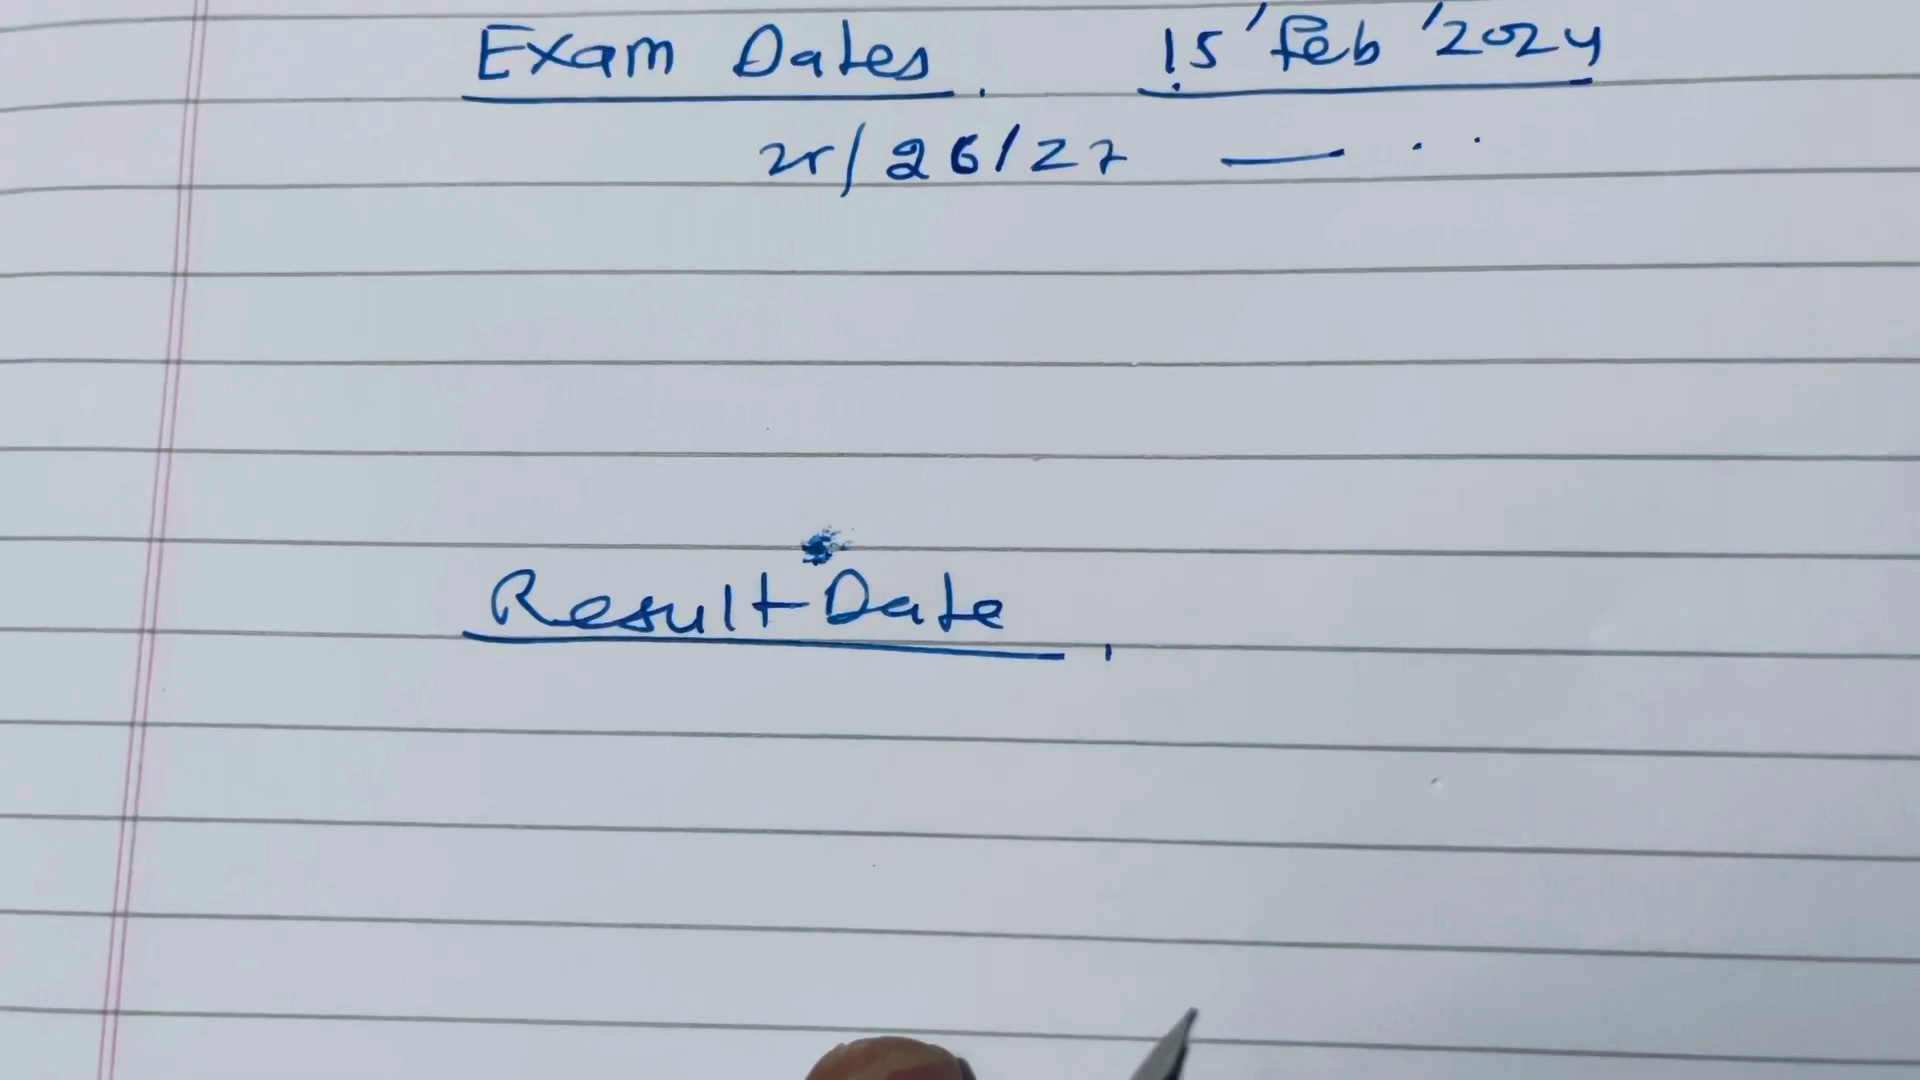 Exam Dates. 15 'Feb '2024
25/26/27 — ..
Result Date.